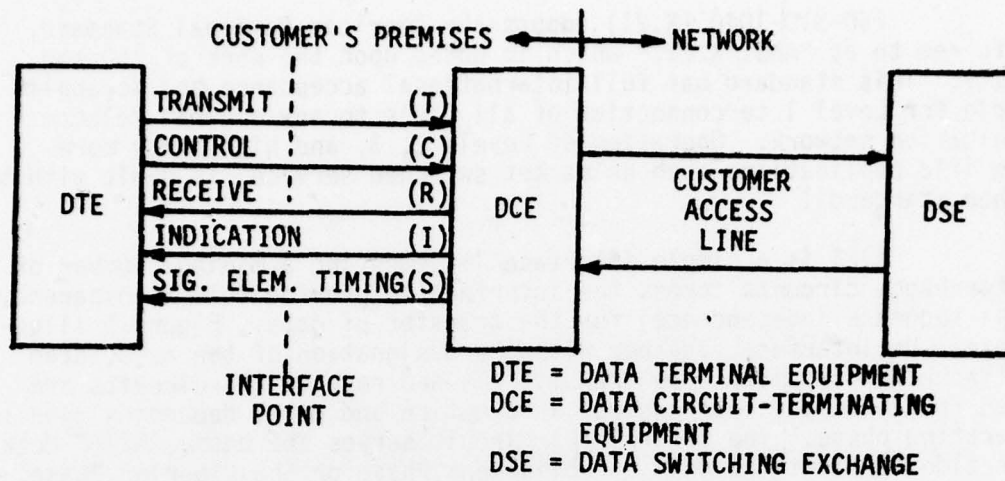 CUSTOMER'S PREMISES
NETWORK
TRANSMIT (T)
CONTROL (C)
RECEIVE (R)
INDICATION (I)
SIG. ELEM. TIMING(S)
DTE
DCE
DSE
CUSTOMER
ACCESS
LINE
INTERFACE
POINT
DTE = DATA TERMINAL EQUIPMENT
DCE = DATA CIRCUIT-TERMINATING
EQUIPMENT
DSE = DATA SWITCHING EXCHANGE